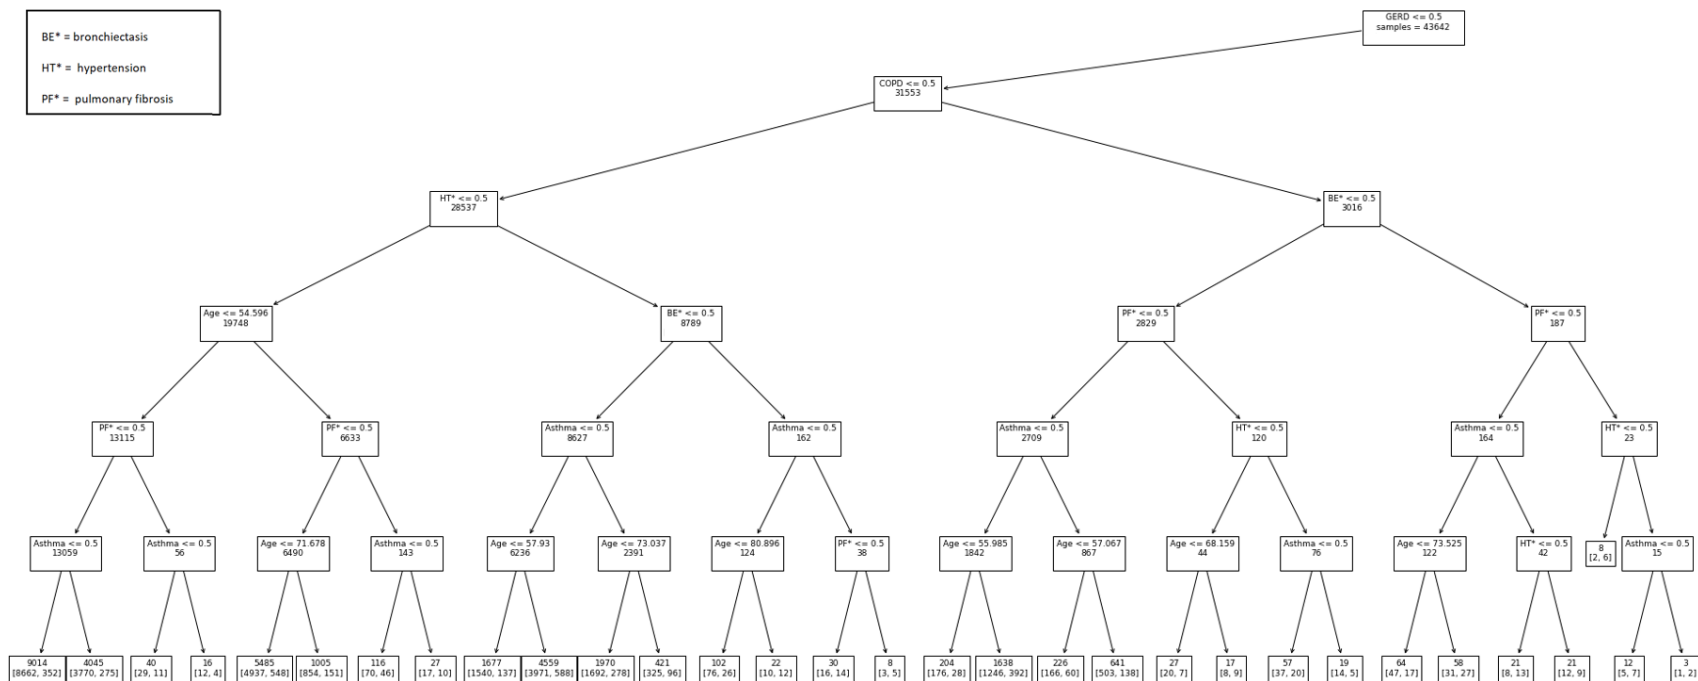 BE* = bronchiectasis
HT* = hypertension
PF* = pulmonary fibrosis
GERD <= 0.5
samples = 43642
COPD <= 0.5
31553
HT* <= 0.5
28537
BE* <= 0.5
3016
Age <= 54.596
19748
BE* <= 0.5
8789
PF* <= 0.5
2829
PF* <= 0.5
187
PF* <= 0.5
13115
PF* <= 0.5
6633
Asthma <= 0.5
8627
Asthma <= 0.5
162
Asthma <= 0.5
2709
HT* <= 0.5
120
Asthma <= 0.5
164
HT* <= 0.5
23
Asthma <= 0.5
13059
Asthma <= 0.5
56
Age <= 71.678
6490
Asthma <= 0.5
143
Age <= 57.93
6236
Age <= 73.037
2391
Age <= 80.896
124
PF* <= 0.5
38
Age <= 55.985
1842
Age <= 57.067
867
Age <= 68.159
44
Asthma <= 0.5
76
Age <= 73.525
122
HT* <= 0.5
42
8
[2, 6]
Asthma <= 0.5
15
9014
[8662, 352]
4045
[3770, 275]
40
[29, 11]
16
[12, 4]
5485
[4937, 548]
1005
[854, 151]
116
[70, 46]
27
[17, 10]
1677
[1540, 137]
4559
[3971, 588]
1970
[1692, 278]
421
[325, 96]
102
[76, 26]
22
[10, 12]
30
[16, 14]
8
[3, 5]
204
[176, 28]
1638
[1246, 392]
226
[166, 60]
641
[503, 138]
27
[20, 7]
17
[8, 9]
57
[37, 20]
19
[14, 5]
64
[47, 17]
58
[31, 27]
21
[8, 13]
21
[12, 9]
12
[5, 7]
3
[1, 2]